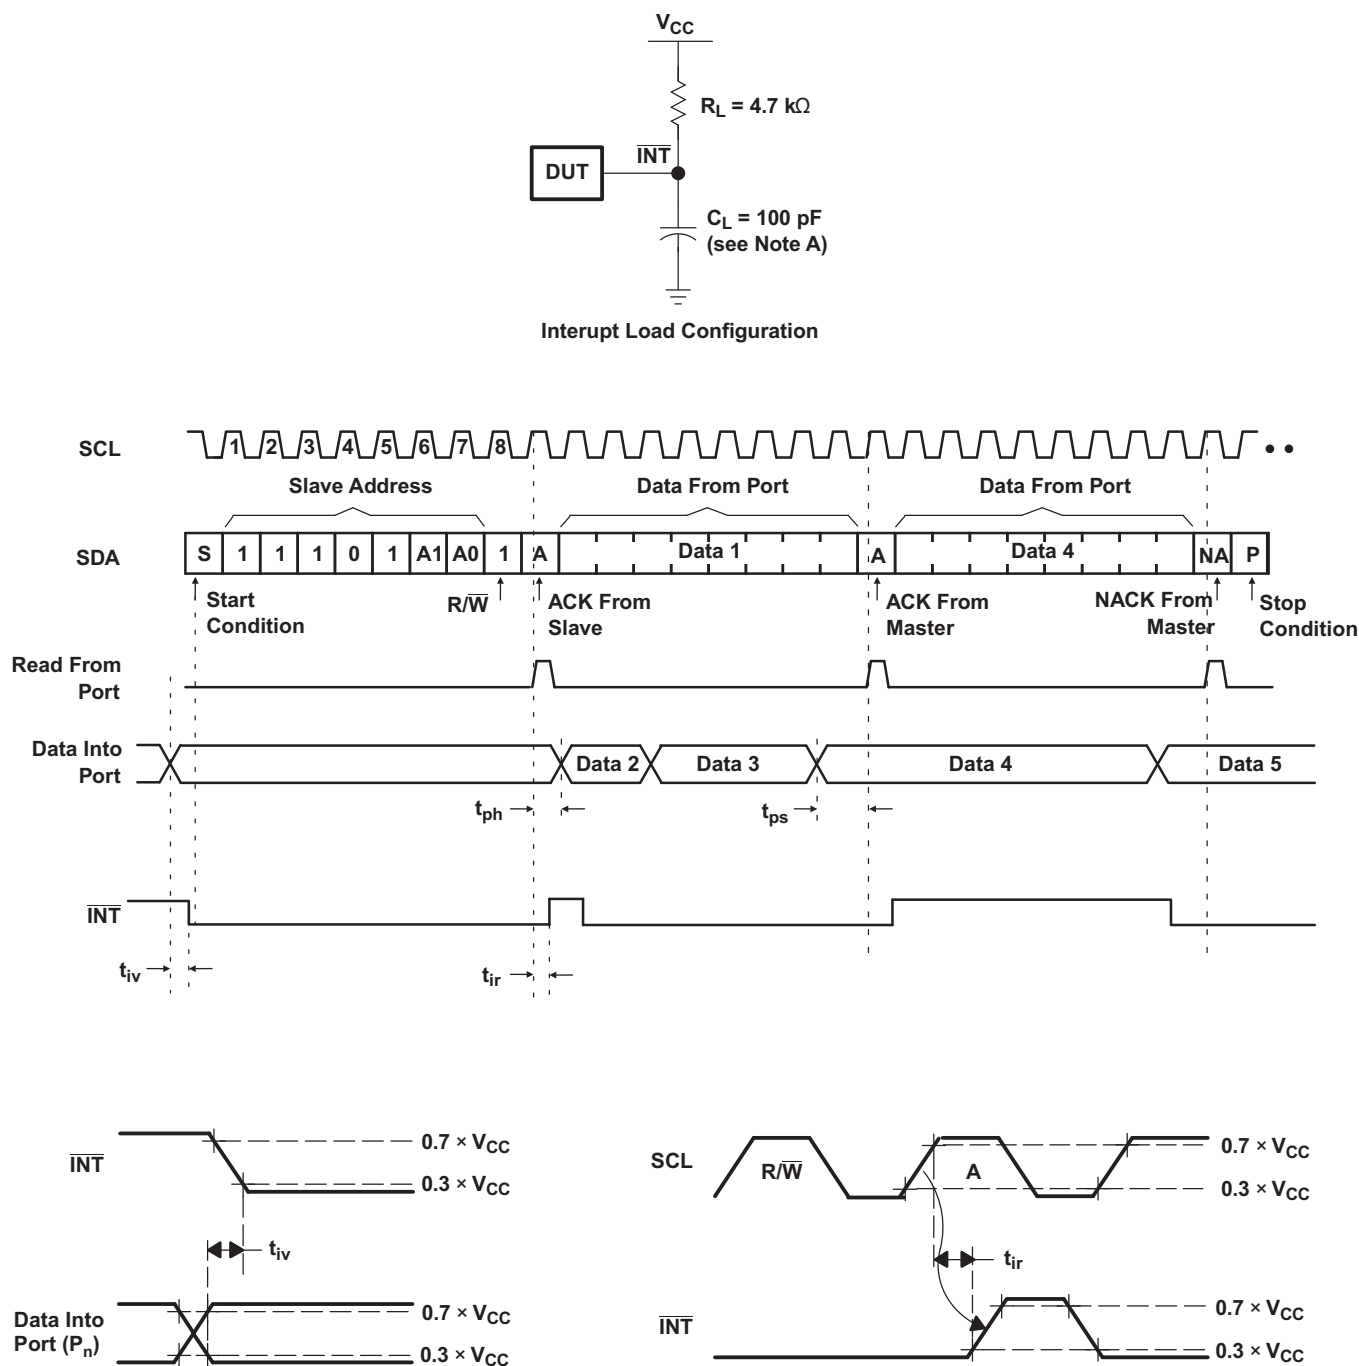 VCC
RL = 4.7 kΩ
INT
DUT
CL = 100 pF
(see Note A)
Interupt Load Configuration
SCL
1 2 3 4 5 6 7 8
Slave Address
Data From Port
Data From Port
SDA
S 1 1 1 0 1 A1 A0 1 A Data 1 A Data 4 NA P
Start
Condition
R/W
ACK From
Slave
ACK From
Master
NACK From
Master
Stop
Condition
Read From
Port
Data Into
Port
Data 2
Data 3
Data 4
Data 5
tph
tps
INT
tiv
tir
INT
0.7 × VCC
0.3 × VCC
tiv
Data Into
Port (Pn)
0.7 × VCC
0.3 × VCC
SCL
R/W
A
0.7 × VCC
0.3 × VCC
tir
INT
0.7 × VCC
0.3 × VCC